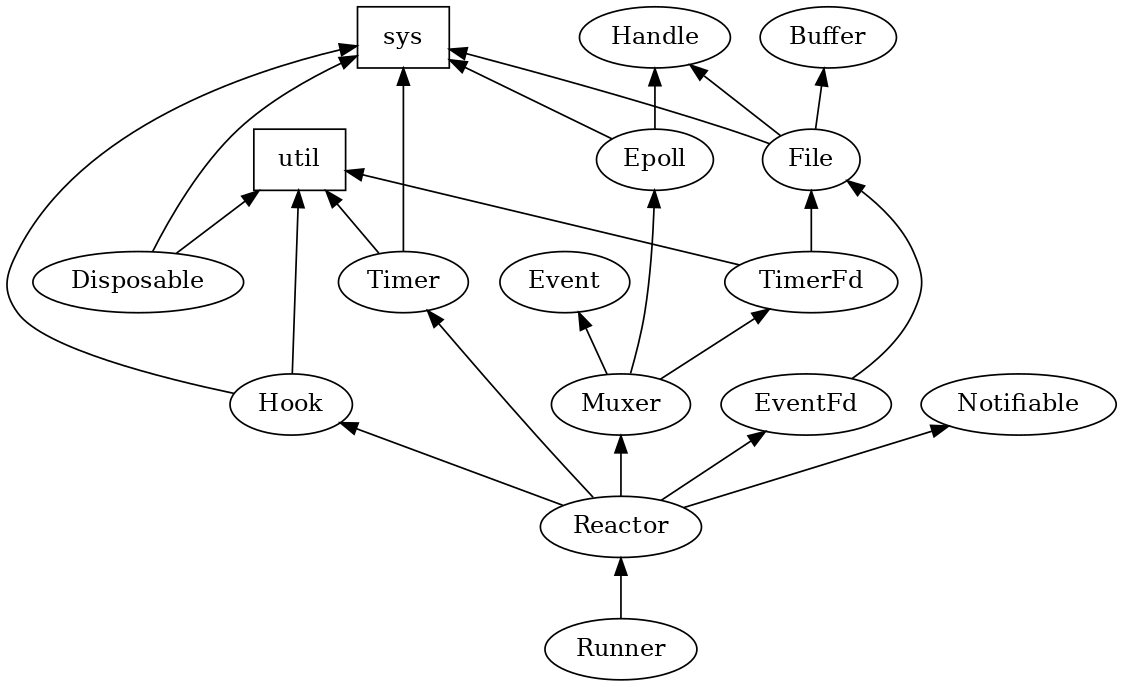 sys
Handle
Buffer
util
Epoll
File
Disposable
Timer
Event
TimerFd
Hook
Muxer
EventFd
Notifiable
Reactor
Runner